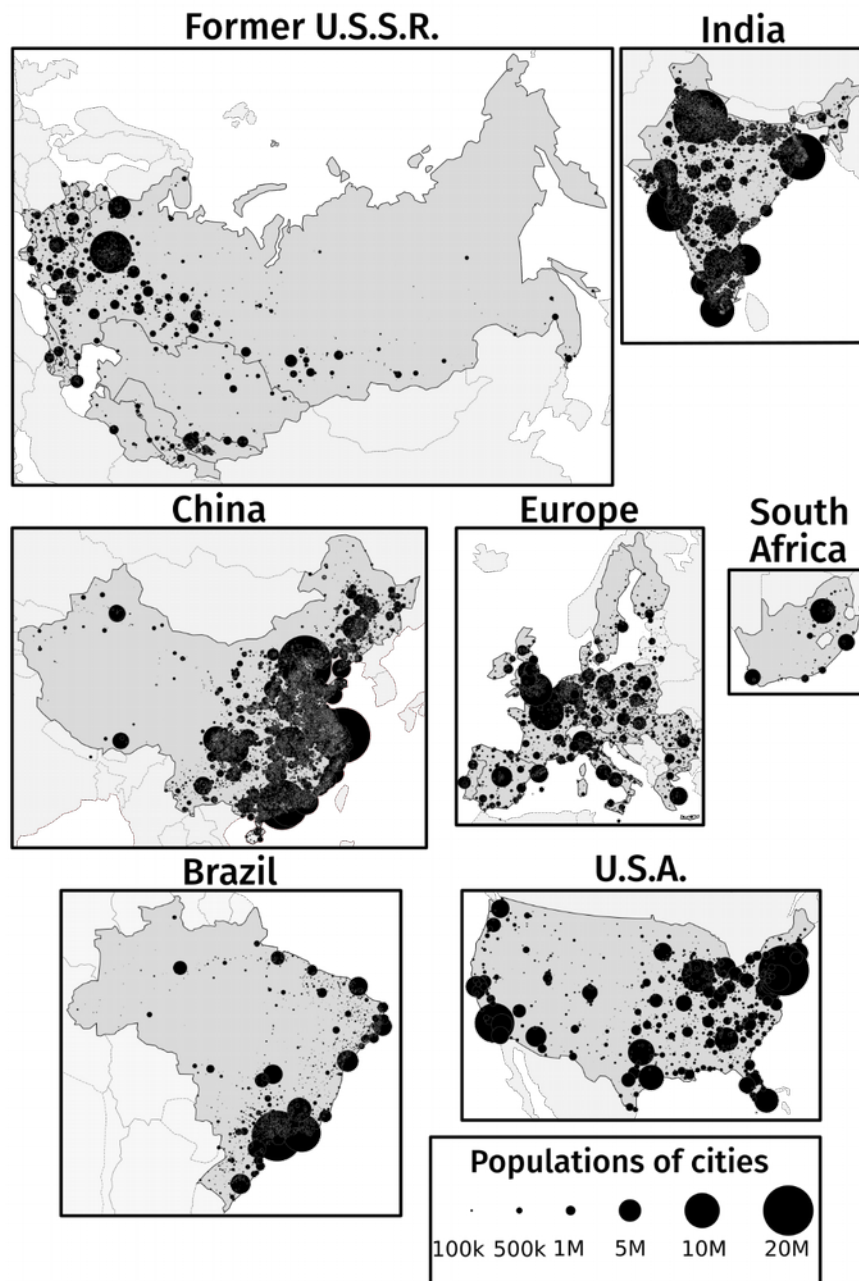 Former U.S.S.R.
India
China
Europe
South
Africa
Brazil
U.S.A.
Populations of cities
100k 500k 1M 5M 10M 20M